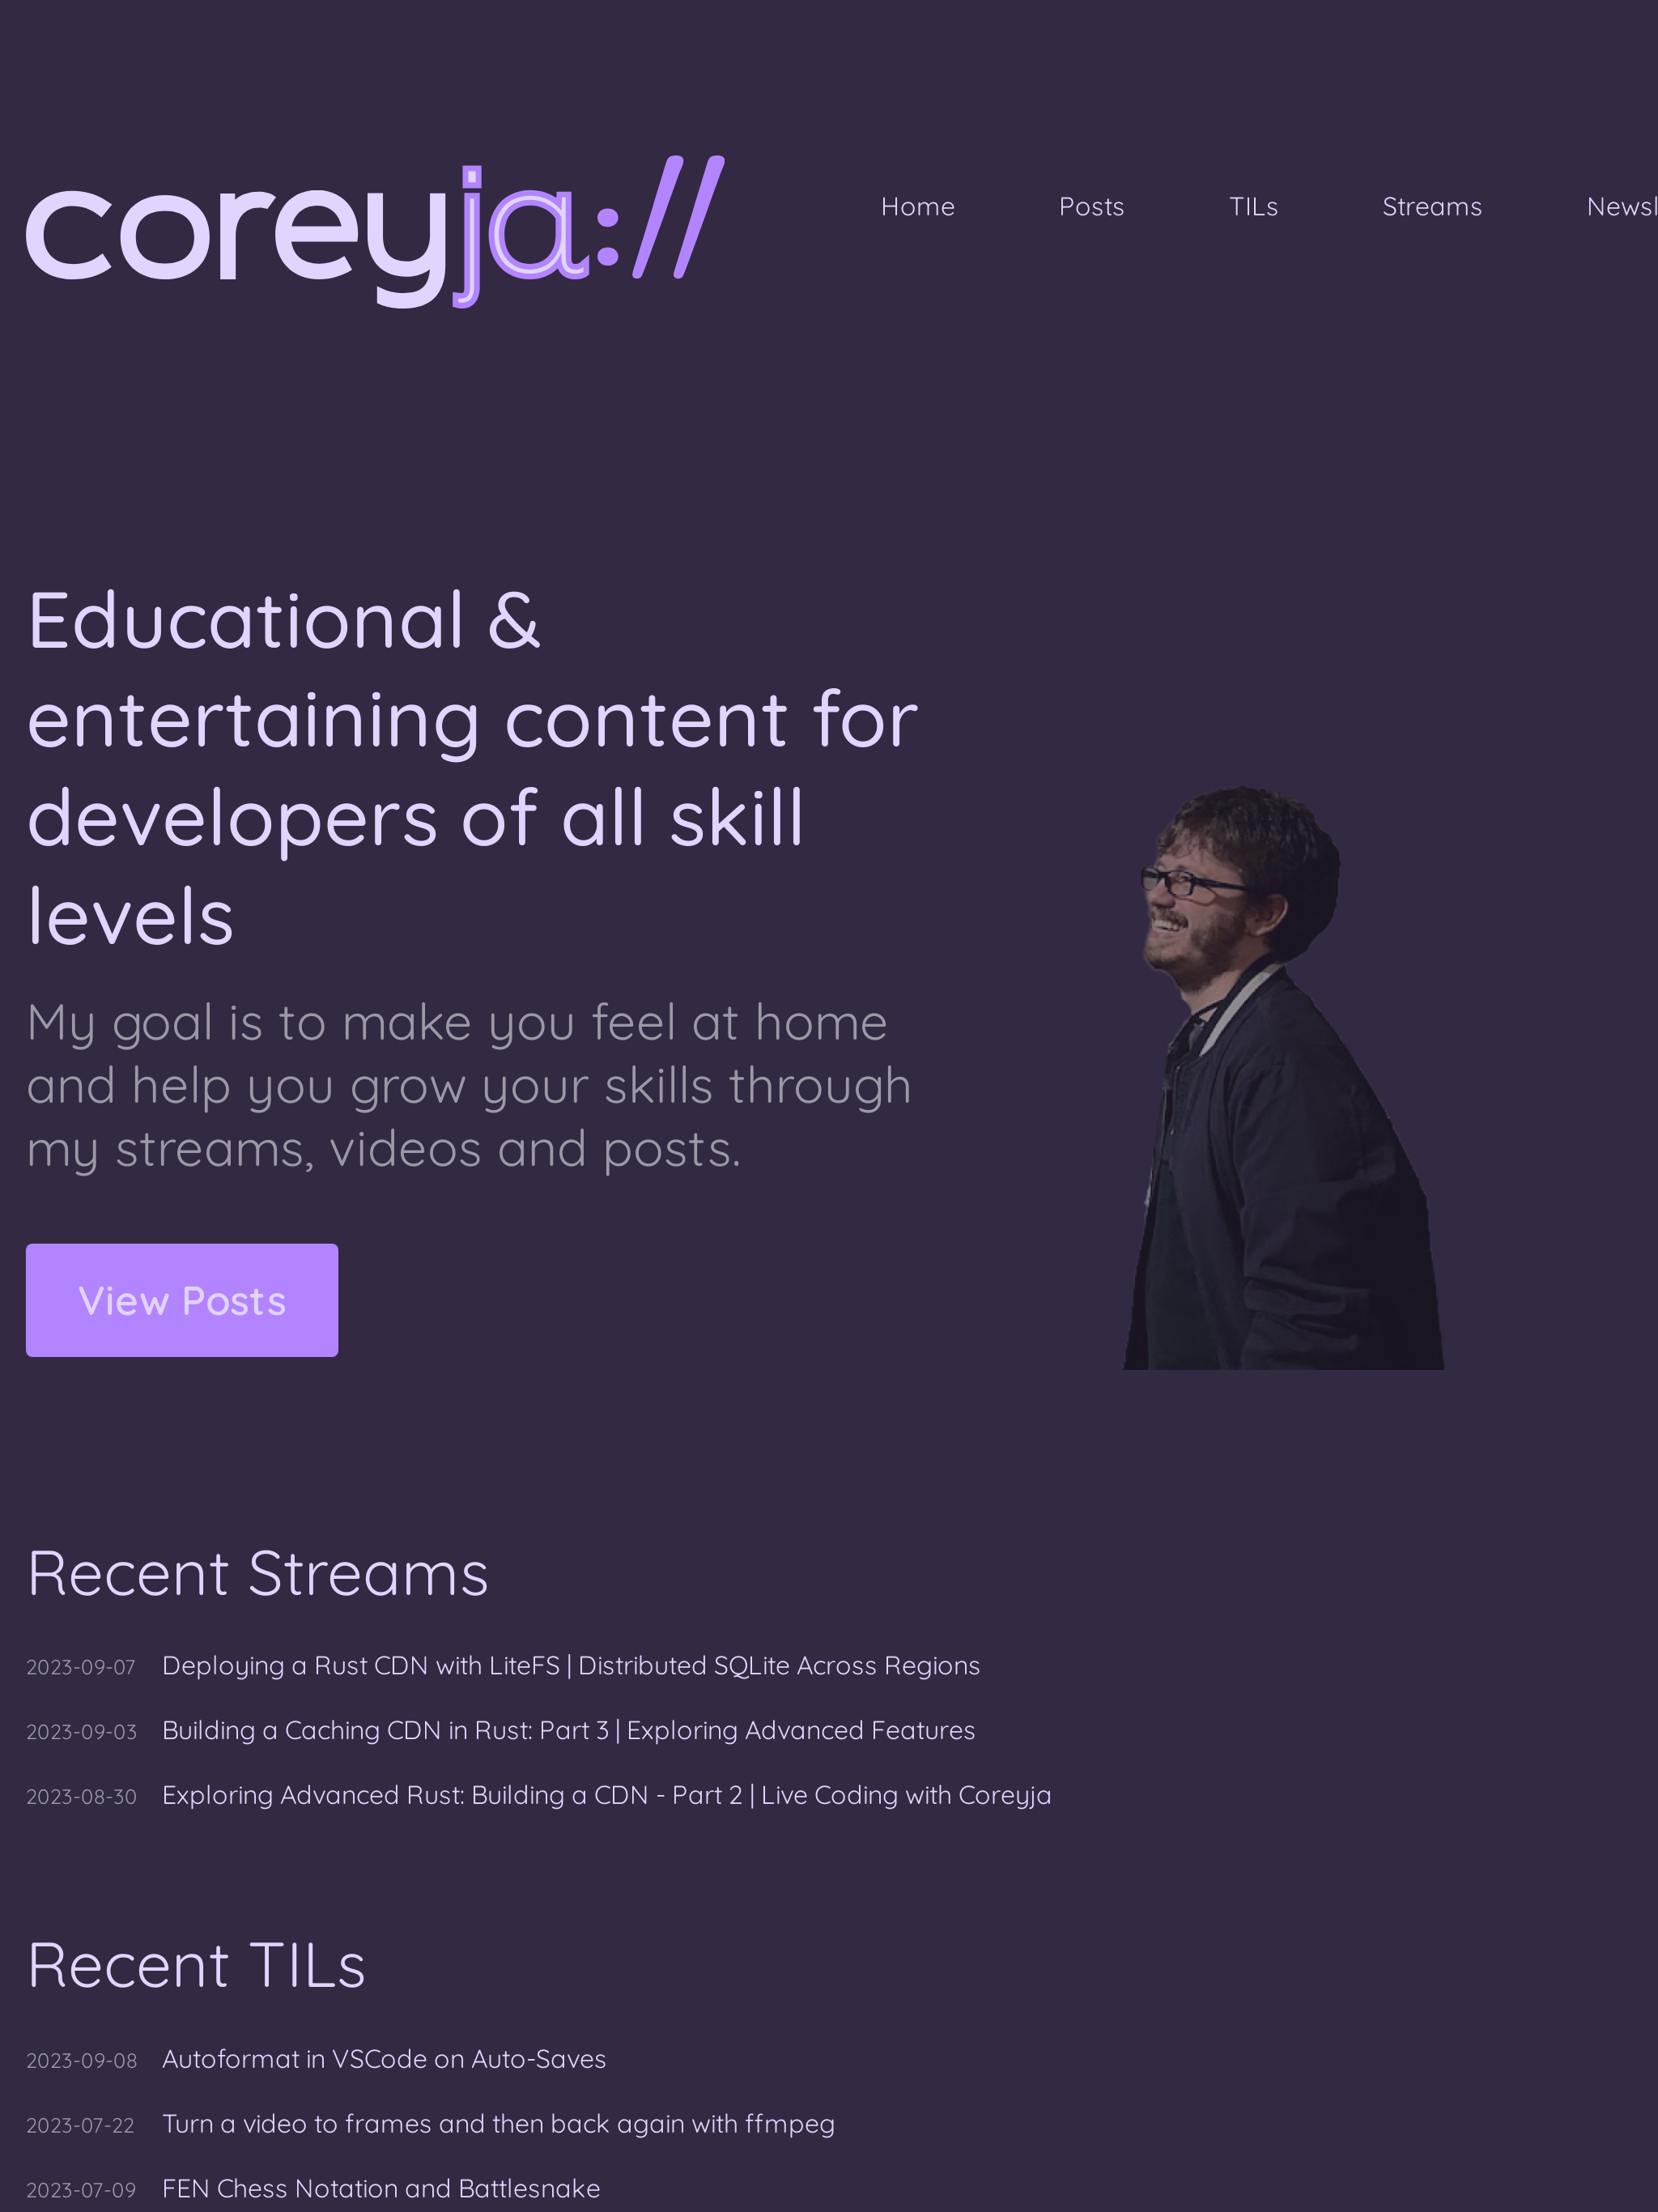 coreyja://
Home Posts TILs Streams Newsl
Educational &
entertaining content for
developers of all skill
levels
My goal is to make you feel at home
and help you grow your skills through
my streams, videos and posts.
View Posts
Recent Streams
2023-09-07 Deploying a Rust CDN with LiteFS | Distributed SQLite Across Regions
2023-09-03 Building a Caching CDN in Rust: Part 3 | Exploring Advanced Features
2023-08-30 Exploring Advanced Rust: Building a CDN - Part 2 | Live Coding with Coreyja
Recent TILs
2023-09-08 Autoformat in VSCode on Auto-Saves
2023-07-22 Turn a video to frames and then back again with ffmpeg
2023-07-09 FEN Chess Notation and Battlesnake